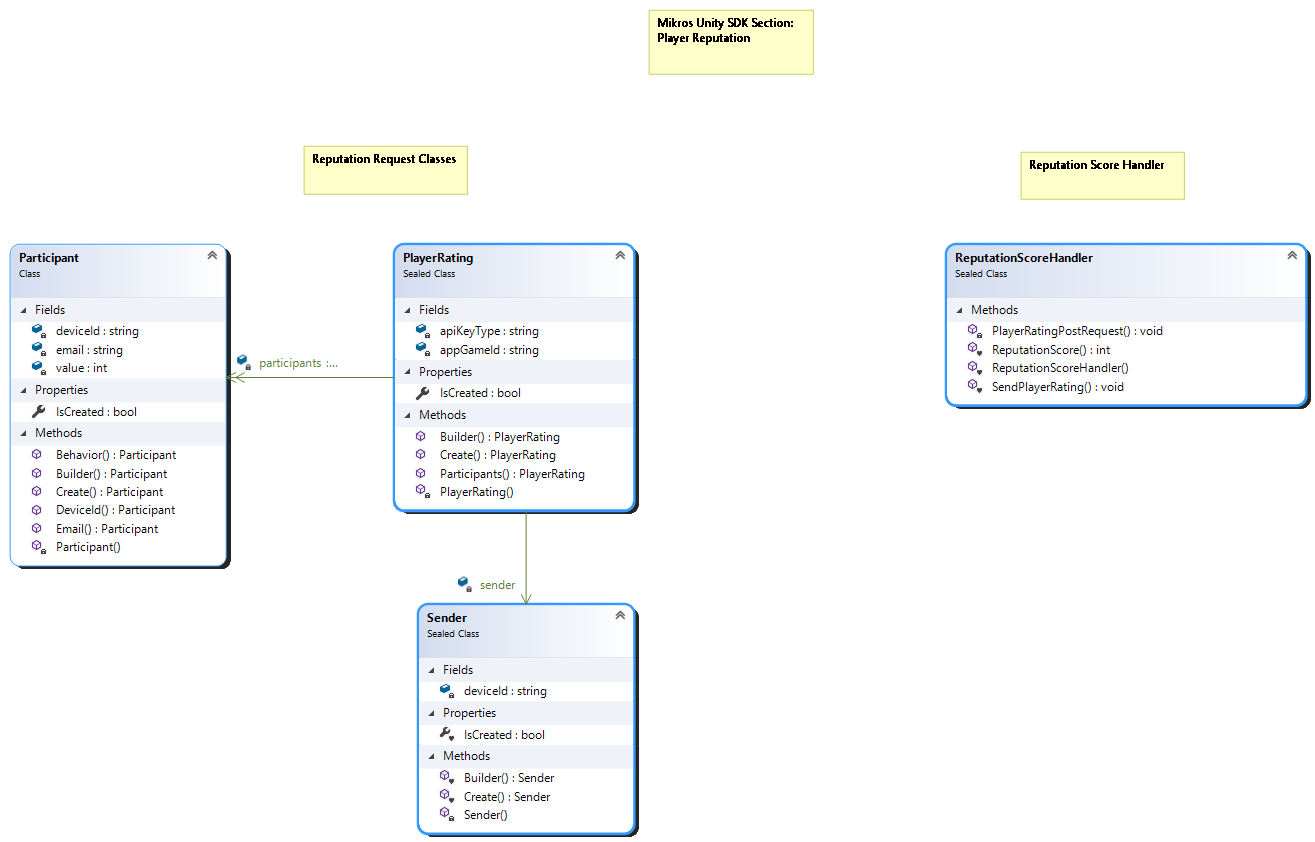 Mikros Unity SDK Section:
Player Reputation
Reputation Request Classes
Reputation Score Handler
Participant
Class
Fields
deviceId : string
email : string
value : int
Properties
IsCreated : bool
Methods
Behavior() : Participant
Builder() : Participant
Create() : Participant
DeviceId() : Participant
Email() : Participant
Participant()
participants :...
PlayerRating
Sealed Class
Fields
apiKeyType : string
appGameId : string
Properties
IsCreated : bool
Methods
Builder() : PlayerRating
Create() : PlayerRating
Participants() : PlayerRating
PlayerRating()
sender
Sender
Sealed Class
Fields
deviceId : string
Properties
IsCreated : bool
Methods
Builder() : Sender
Create() : Sender
Sender()
ReputationScoreHandler
Sealed Class
Methods
PlayerRatingPostRequest() : void
ReputationScore() : int
ReputationScoreHandler()
SendPlayerRating() : void